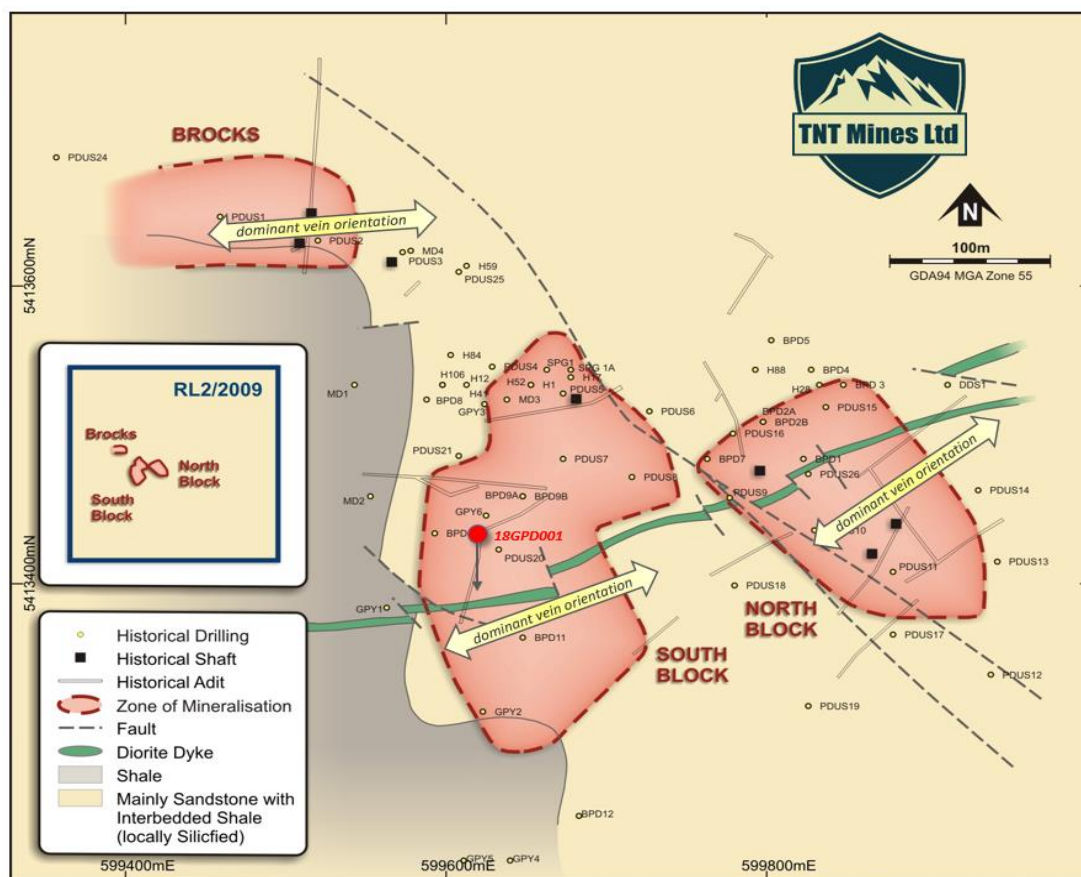 BROCKS
TNT Mines Ltd
N
100m
GDA94 MGA Zone 55
PDUS24
PDUS1
dominant vein orientation
PDUS2
MD4
PDUS3
H59
PDUS25
5413600mN
BPD5
H84
PDUS4
SPG1
SPG 1A
H88
BPD4
RL2/2009
MD1
H106
H12
H52
H1
H17
H28
BPD 3
DDS1
BPD8
H41
MD3
PDUS5
GPY3
PDUS6
BPD2A
PDUS15
BPD2B
PDUS16
Brocks
North
Block
South
Block
PDUS21
PDUS7
BPD7
BPD1
PDUS8
PDUS26
MD2
BPD9A
BPD9B
PDUS9
PDUS14
GPY6
dominant vein orientation
18GPD001
PDUS20
PDUS13
PDUS11
5413400mN
PDUS18
GPY1
dominant vein orientation
NORTH
BLOCK
BPD11
PDUS17
SOUTH
BLOCK
PDUS12
GPY2
PDUS19
Historical Drilling
Historical Shaft
Historical Adit
Zone of Mineralisation
Fault
Diorite Dyke
Shale
Mainly Sandstone with
Interbedded Shale
(locally Silicfied)
BPD12
GPY5
GPY4
599400mE
599600mE
599800mE